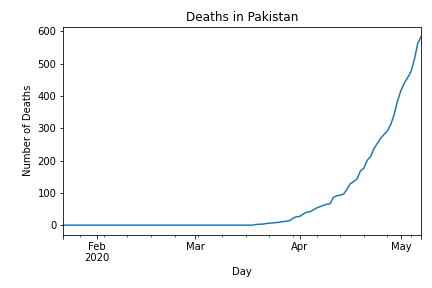 Deaths in Pakistan
600
500
400
300
200
100
0
Number of Deaths
Feb
2020
Mar
Apr
May
Day